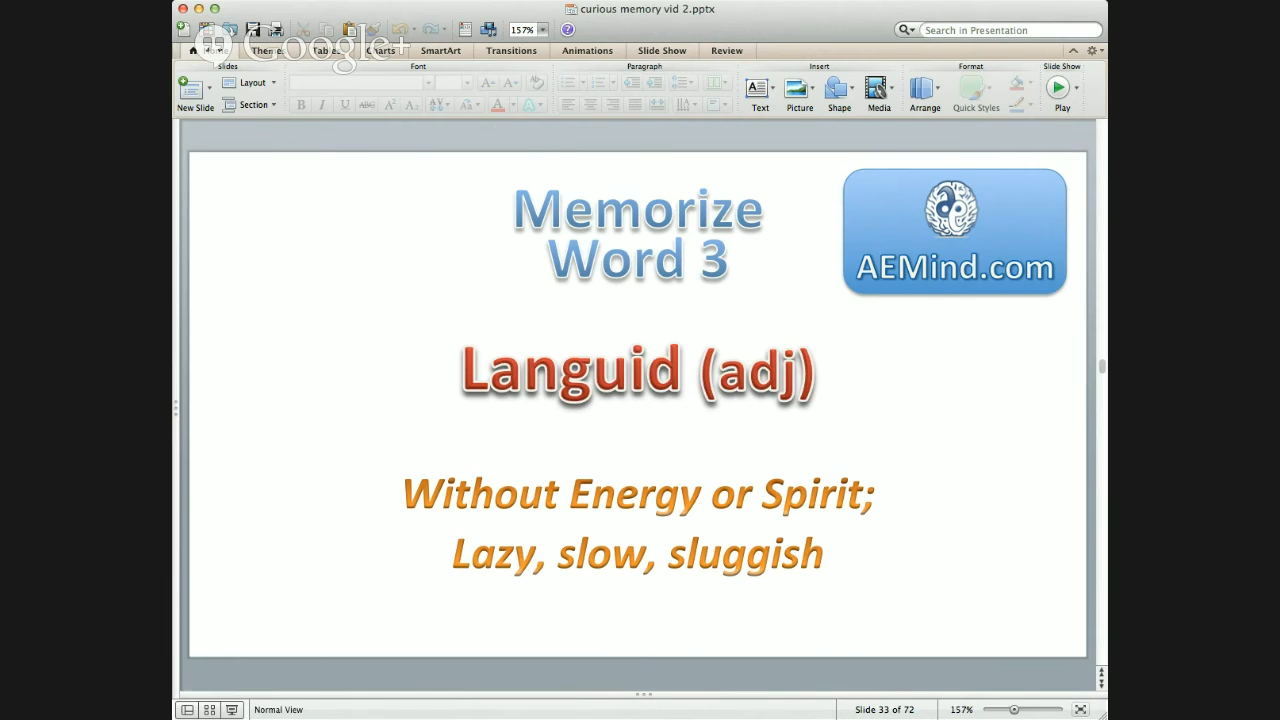 curious memory vid 2.pptx
157%
Search in Presentation
Google+
Home Themes Tables Charts SmartArt Transitions Animations Slide Show Review
Slides Font Paragraph Insert Format Slide Show
New Slide Layout Section Text Picture Shape Media Arrange Quick Styles Play
Memorize
Word 3
AEMind.com
Languid (adj)
Without Energy or Spirit;
Lazy, slow, sluggish
Normal View Slide 33 of 72 157%